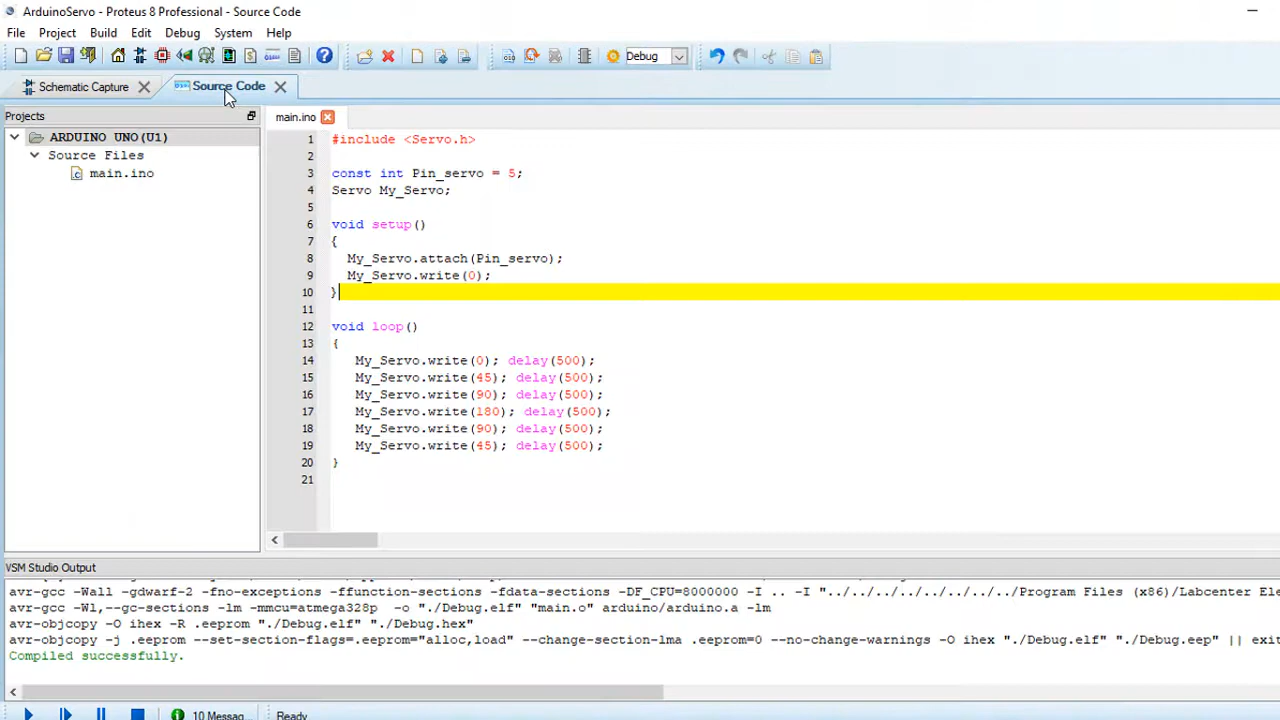 ArduinoServo - Proteus 8 Professional - Source Code
File Project Build Edit Debug System Help
Debug
Schematic Capture Source Code
Projects
ARDUINO UNO(U1)
Source Files
main.ino
main.ino
1 #include <Servo.h>
2
3 const int Pin_servo = 5;
4 Servo My_Servo;
5
6 void setup()
7 {
8 My_Servo.attach(Pin_servo);
9 My_Servo.write(0);
10 }
11
12 void loop()
13 {
14 My_Servo.write(0); delay(500);
15 My_Servo.write(45); delay(500);
16 My_Servo.write(90); delay(500);
17 My_Servo.write(180); delay(500);
18 My_Servo.write(90); delay(500);
19 My_Servo.write(45); delay(500);
20 }
21
VSM Studio Output
avr-gcc -Wall -gdwarf-2 -fno-exceptions -ffunction-sections -fdata-sections -DF_CPU=8000000 -I .. -I "../../../../../../../Program Files (x86)/Labcenter Ele
avr-gcc -Wl,--gc-sections -lm -mmcu=atmega328p -o "./Debug.elf" "main.o" arduino/arduino.a -lm
avr-objcopy -O ihex -R .eeprom "./Debug.elf" "./Debug.hex"
avr-objcopy -j .eeprom --set-section-flags=.eeprom="alloc,load" --change-section-lma .eeprom=0 --no-change-warnings -O ihex "./Debug.elf" "./Debug.eep" || exit
Compiled successfully.
10 Messag... Ready